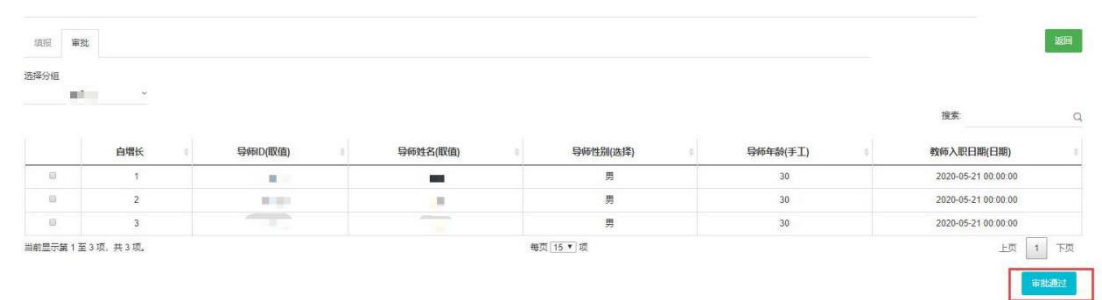 填报 审批 返回
选择分组
搜索:
自增长 导师ID(取值) 导师姓名(取值) 导师性别(选择) 导师年龄(手工) 教师入职日期(日期)
1 男 30 2020-05-21 00:00:00
2 男 30 2020-05-21 00:00:00
3 男 30 2020-05-21 00:00:00
当前显示第 1 至 3 项, 共 3 项。 每页 15 项 上页 1 下页
审批通过